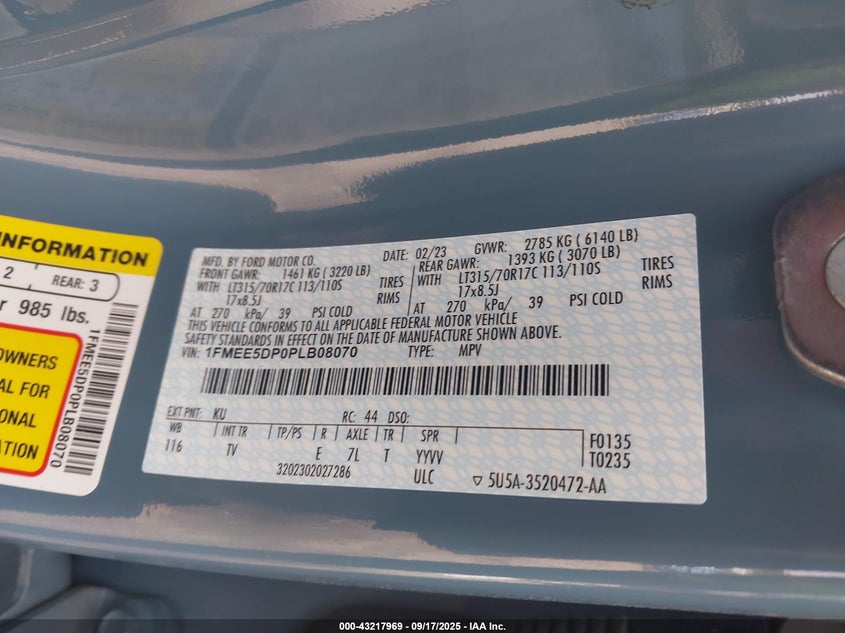 INFORMATION
2 REAR: 3
985 lbs.
OWNERS
AL FOR
ONAL
ATION
1FMEE5DP0PLB08070
MFD. BY FORD MOTOR CO. DATE: 02/23 GVWR: 2785 KG ( 6140 LB)
FRONT GAWR: 1461 KG ( 3220 LB) REAR GAWR: 1393 KG ( 3070 LB)
WITH LT315/70R17C 113/110S TIRES WITH LT315/70R17C 113/110S TIRES
17x8.5J RIMS 17x8.5J RIMS
AT 270 kPa/ 39 PSI COLD AT 270 kPa/ 39 PSI COLD
THIS VEHICLE CONFORMS TO ALL APPLICABLE FEDERAL MOTOR VEHICLE
SAFETY STANDARDS IN EFFECT ON THE DATE OF MANUFACTURE SHOWN ABOVE.
VIN: 1FMEE5DP0PLB08070 TYPE: MPV
EXT PNT: KU RC: 44 DSO:
WB INT TR TP/PS R AXLE TR SPR F0135
116 TV E 7L T YYVV T0235
3202302027286 ULC 5U5A-3520472-AA
000-43217969 - 09/17/2025 - IAA Inc.